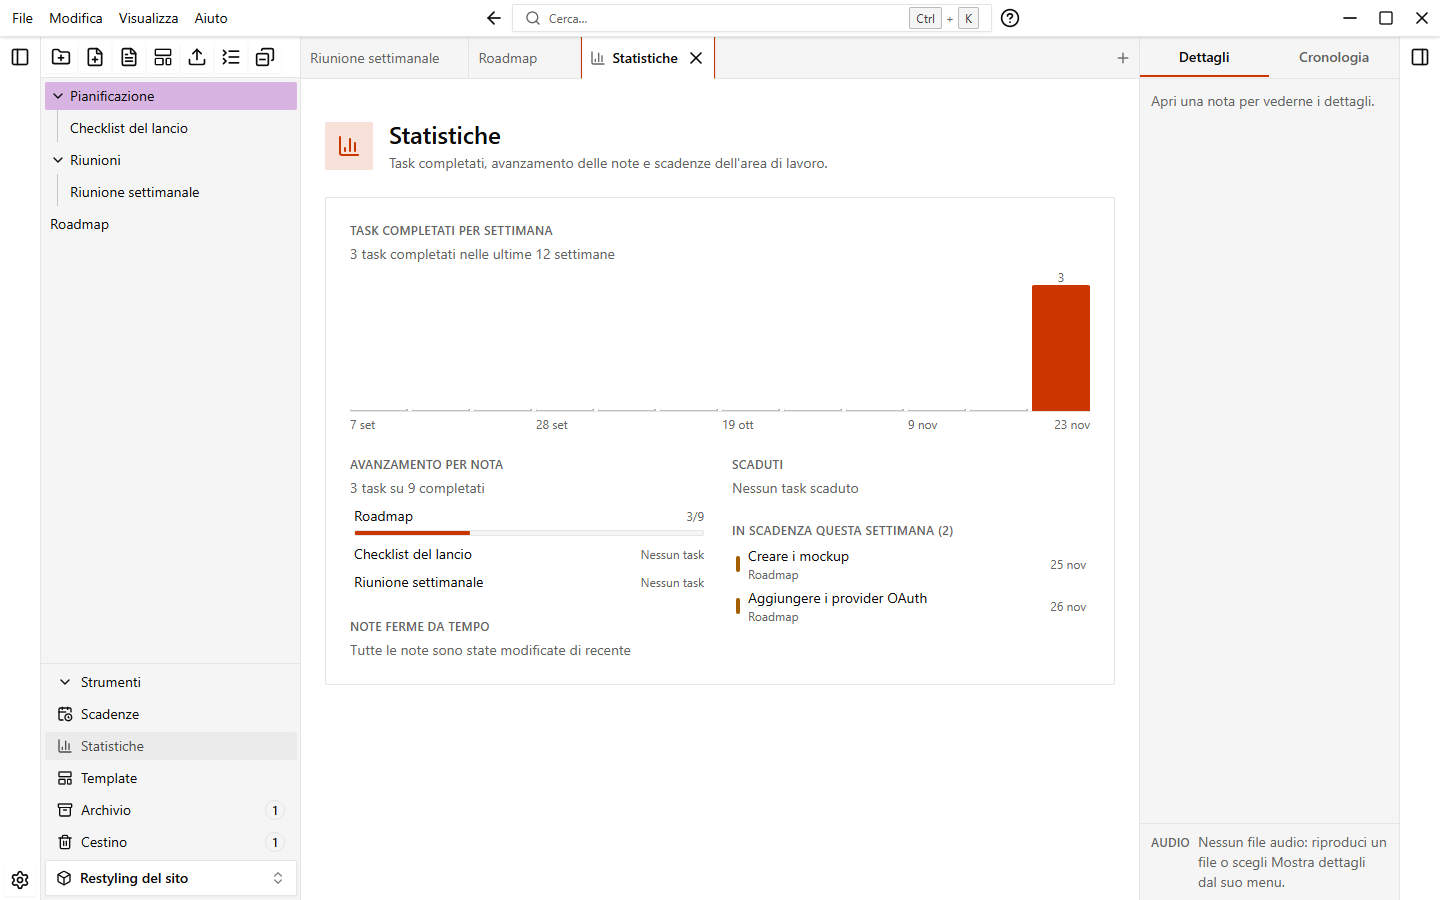 File Modifica Visualizza Aiuto
Cerca...
Ctrl + K
Pianificazione
Checklist del lancio
Riunioni
Riunione settimanale
Roadmap
Strumenti
Scadenze
Statistiche
Template
Archivio 1
Cestino 1
Restyling del sito
Riunione settimanale
Roadmap
Statistiche
Statistiche
Task completati, avanzamento delle note e scadenze dell'area di lavoro.
TASK COMPLETATI PER SETTIMANA
3 task completati nelle ultime 12 settimane
3
7 set 28 set 19 ott 9 nov 23 nov
AVANZAMENTO PER NOTA
3 task su 9 completati
Roadmap 3/9
Checklist del lancio Nessun task
Riunione settimanale Nessun task
NOTE FERME DA TEMPO
Tutte le note sono state modificate di recente
SCADUTI
Nessun task scaduto
IN SCADENZA QUESTA SETTIMANA (2)
Creare i mockup
Roadmap
25 nov
Aggiungere i provider OAuth
Roadmap
26 nov
Dettagli Cronologia
Apri una nota per vederne i dettagli.
AUDIO Nessun file audio: riproduci un
file o scegli Mostra dettagli
dal suo menu.